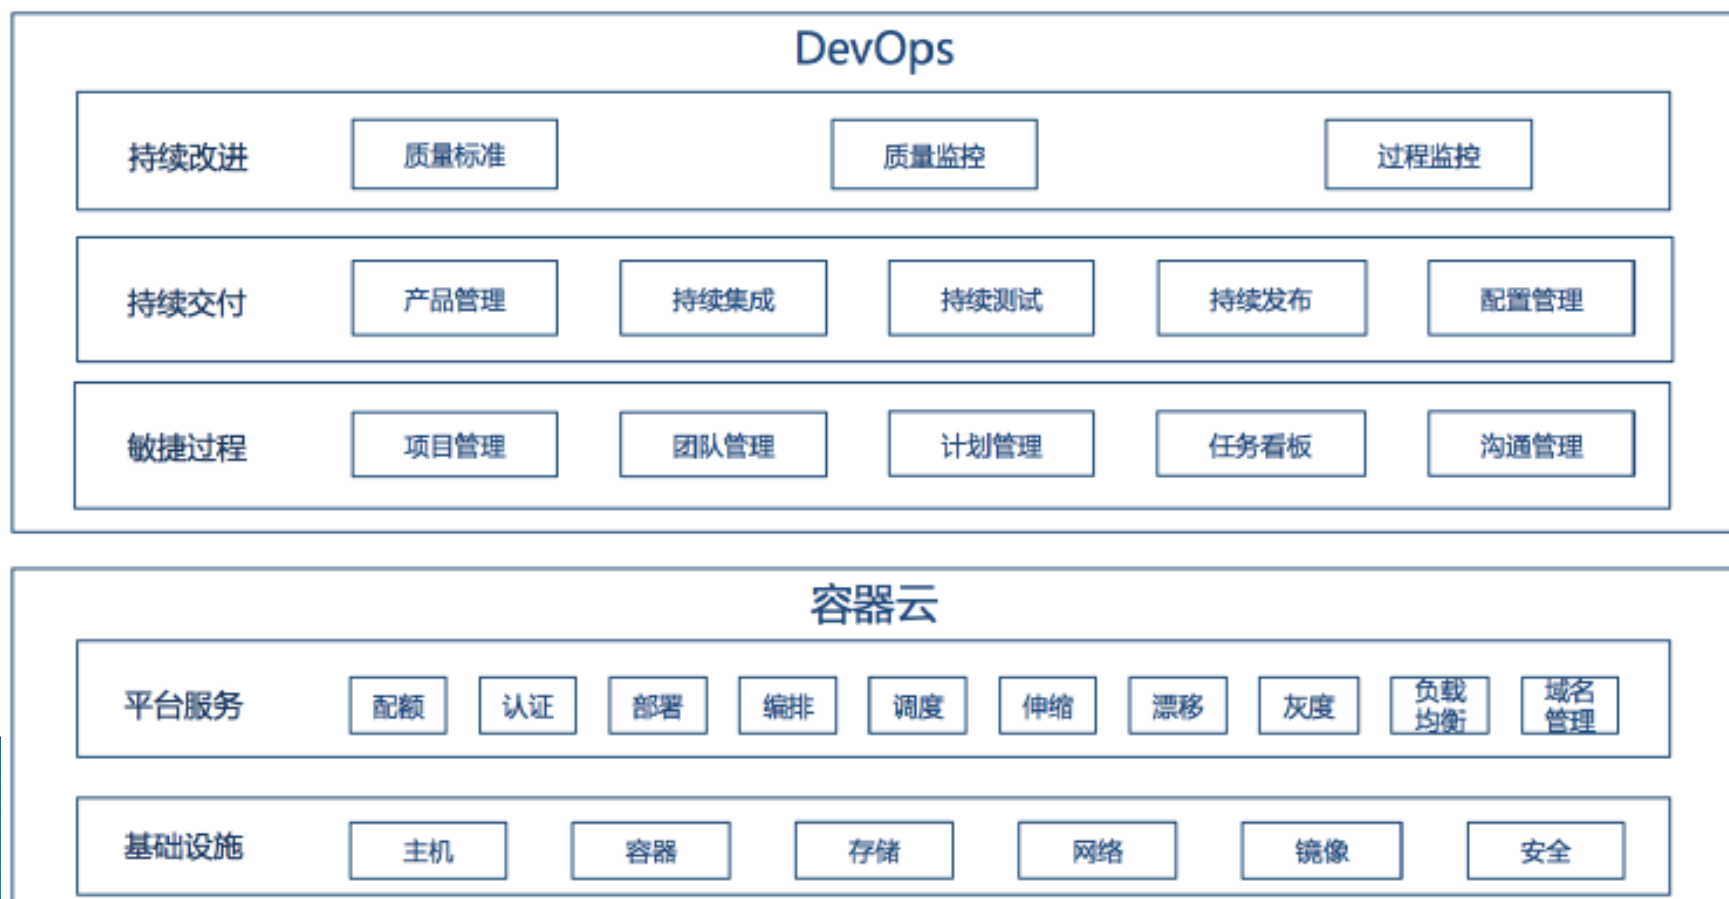 DevOps
持续改进 质量标准 质量监控 过程监控
持续交付 产品管理 持续集成 持续测试 持续发布 配置管理
敏捷过程 项目管理 团队管理 计划管理 任务看板 沟通管理
容器云
平台服务 配额 认证 部署 编排 调度 伸缩 漂移 灰度 负载均衡 域名管理
基础设施 主机 容器 存储 网络 镜像 安全